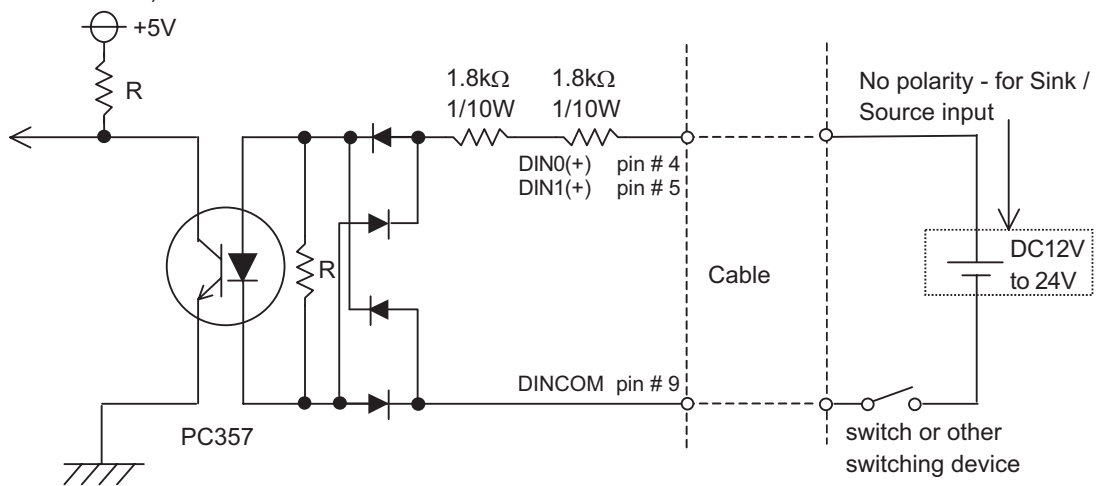 +5V
R
1.8kΩ
1/10W
1.8kΩ
1/10W
No polarity - for Sink /
Source input
DIN0(+) pin # 4
DIN1(+) pin # 5
R
Cable
DC12V
to 24V
DINCOM pin # 9
PC357
switch or other
switching device